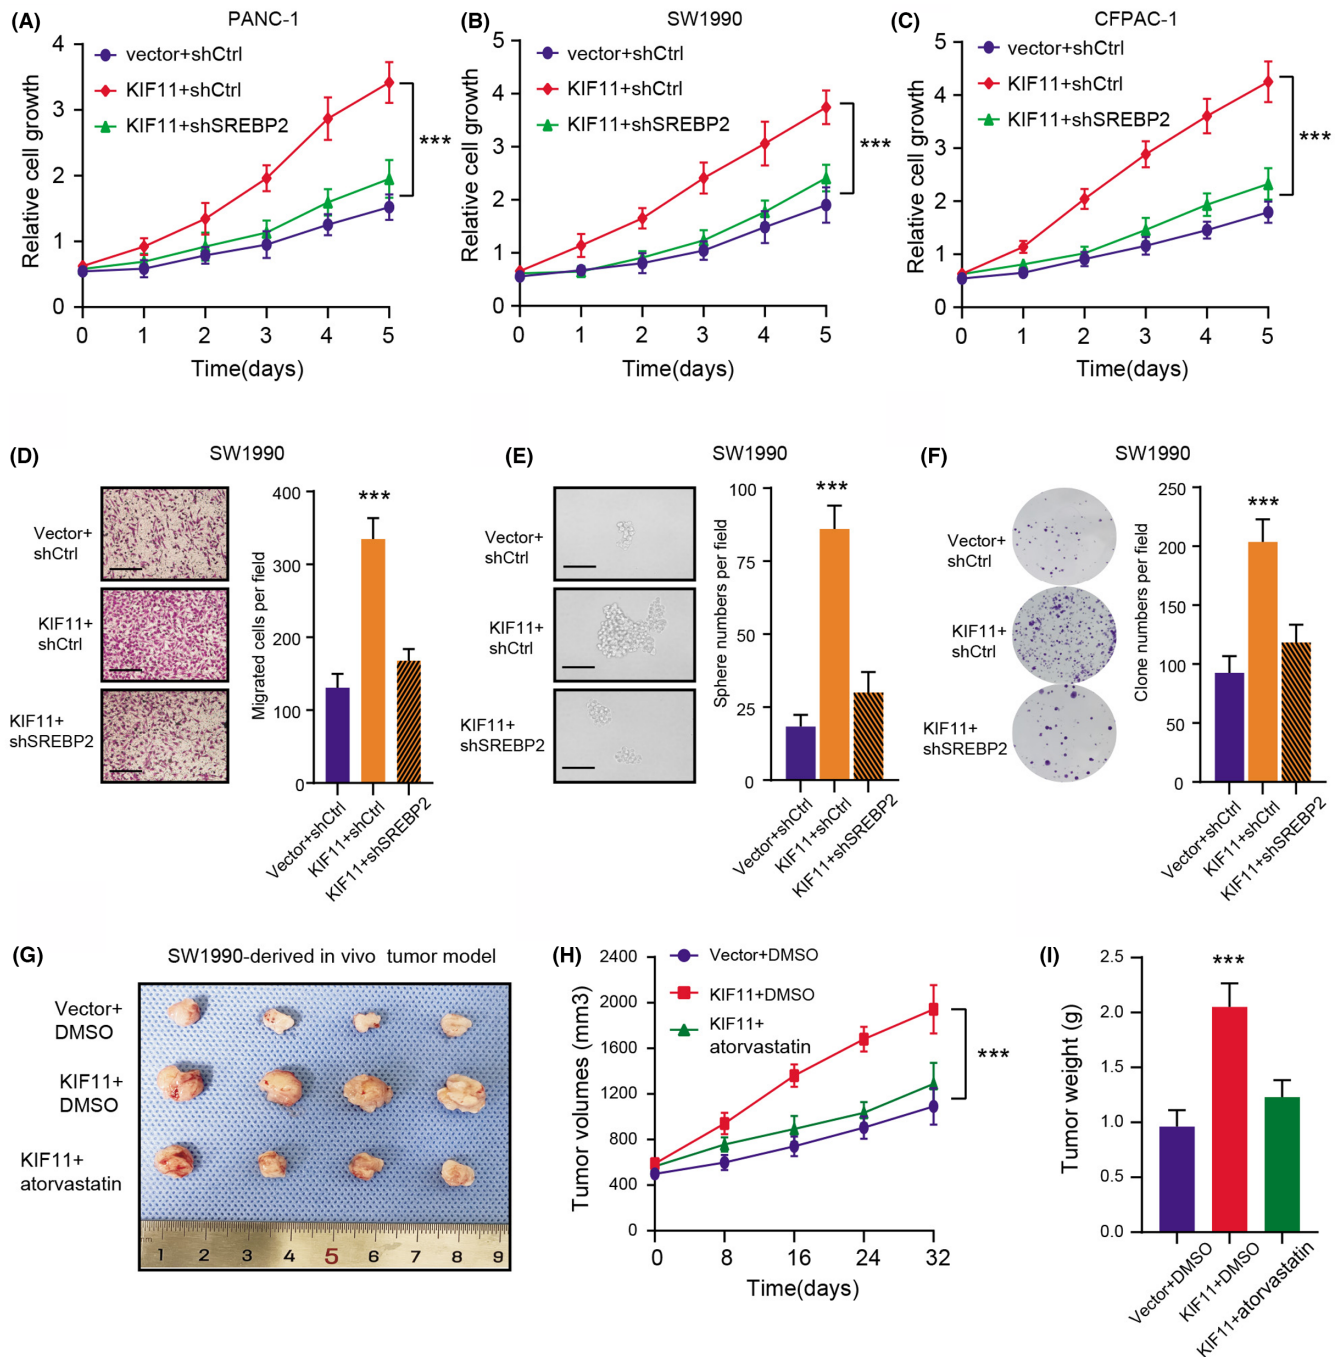 (A)
PANC-1
vector+shCtrl
KIF11+shCtrl
KIF11+shSREBP2
***
Relative cell growth
4
3
2
1
0
0 1 2 3 4 5
Time(days)
(B)
SW1990
vector+shCtrl
KIF11+shCtrl
KIF11+shSREBP2
***
Relative cell growth
5
4
3
2
1
0
0 1 2 3 4 5
Time(days)
(C)
CFPAC-1
vector+shCtrl
KIF11+shCtrl
KIF11+shSREBP2
***
Relative cell growth
5
4
3
2
1
0
0 1 2 3 4 5
Time(days)
(D)
SW1990
Vector+
shCtrl
KIF11+
shCtrl
KIF11+
shSREBP2
Migrated cells per field
400
300
200
100
0
***
Vector+shCtrl
KIF11+shCtrl
KIF11+shSREBP2
(E)
SW1990
Vector+
shCtrl
KIF11+
shCtrl
KIF11+
shSREBP2
Sphere numbers per field
100
75
50
25
0
***
Vector+shCtrl
KIF11+shCtrl
KIF11+shSREBP2
(F)
SW1990
Vector+
shCtrl
KIF11+
shCtrl
KIF11+
shSREBP2
Clone numbers per field
250
200
150
100
50
0
***
Vector+shCtrl
KIF11+shCtrl
KIF11+shSREBP2
(G)
SW1990-derived in vivo tumor model
Vector+
DMSO
KIF11+
DMSO
KIF11+
atorvastatin
1 2 3 4 5 6 7 8 9
(H)
Vector+DMSO
KIF11+DMSO
KIF11+
atorvastatin
***
Tumor volumes (mm3)
2400
2000
1600
1200
800
400
0
0 8 16 24 32
Time(days)
(I)
***
Tumor weight (g)
2.5
2.0
1.5
1.0
0.5
0.0
Vector+DMSO
KIF11+DMSO
KIF11+atorvastatin